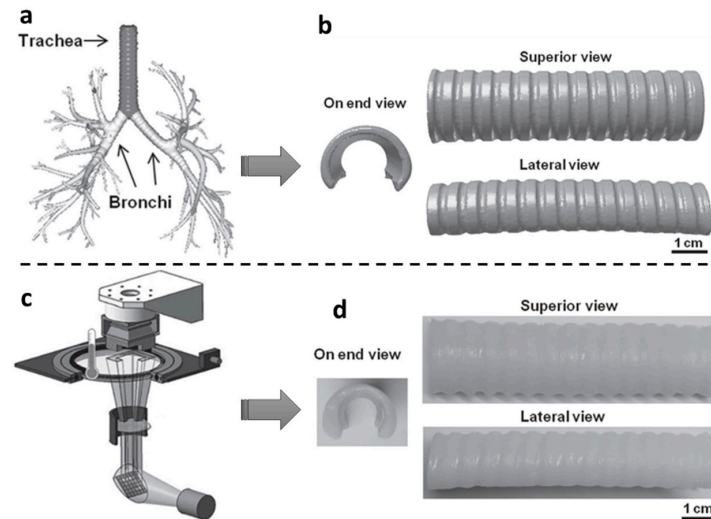 a
Trachea
Bronchi
b
Superior view
On end view
Lateral view
1 cm
c
d
Superior view
On end view
Lateral view
1 cm